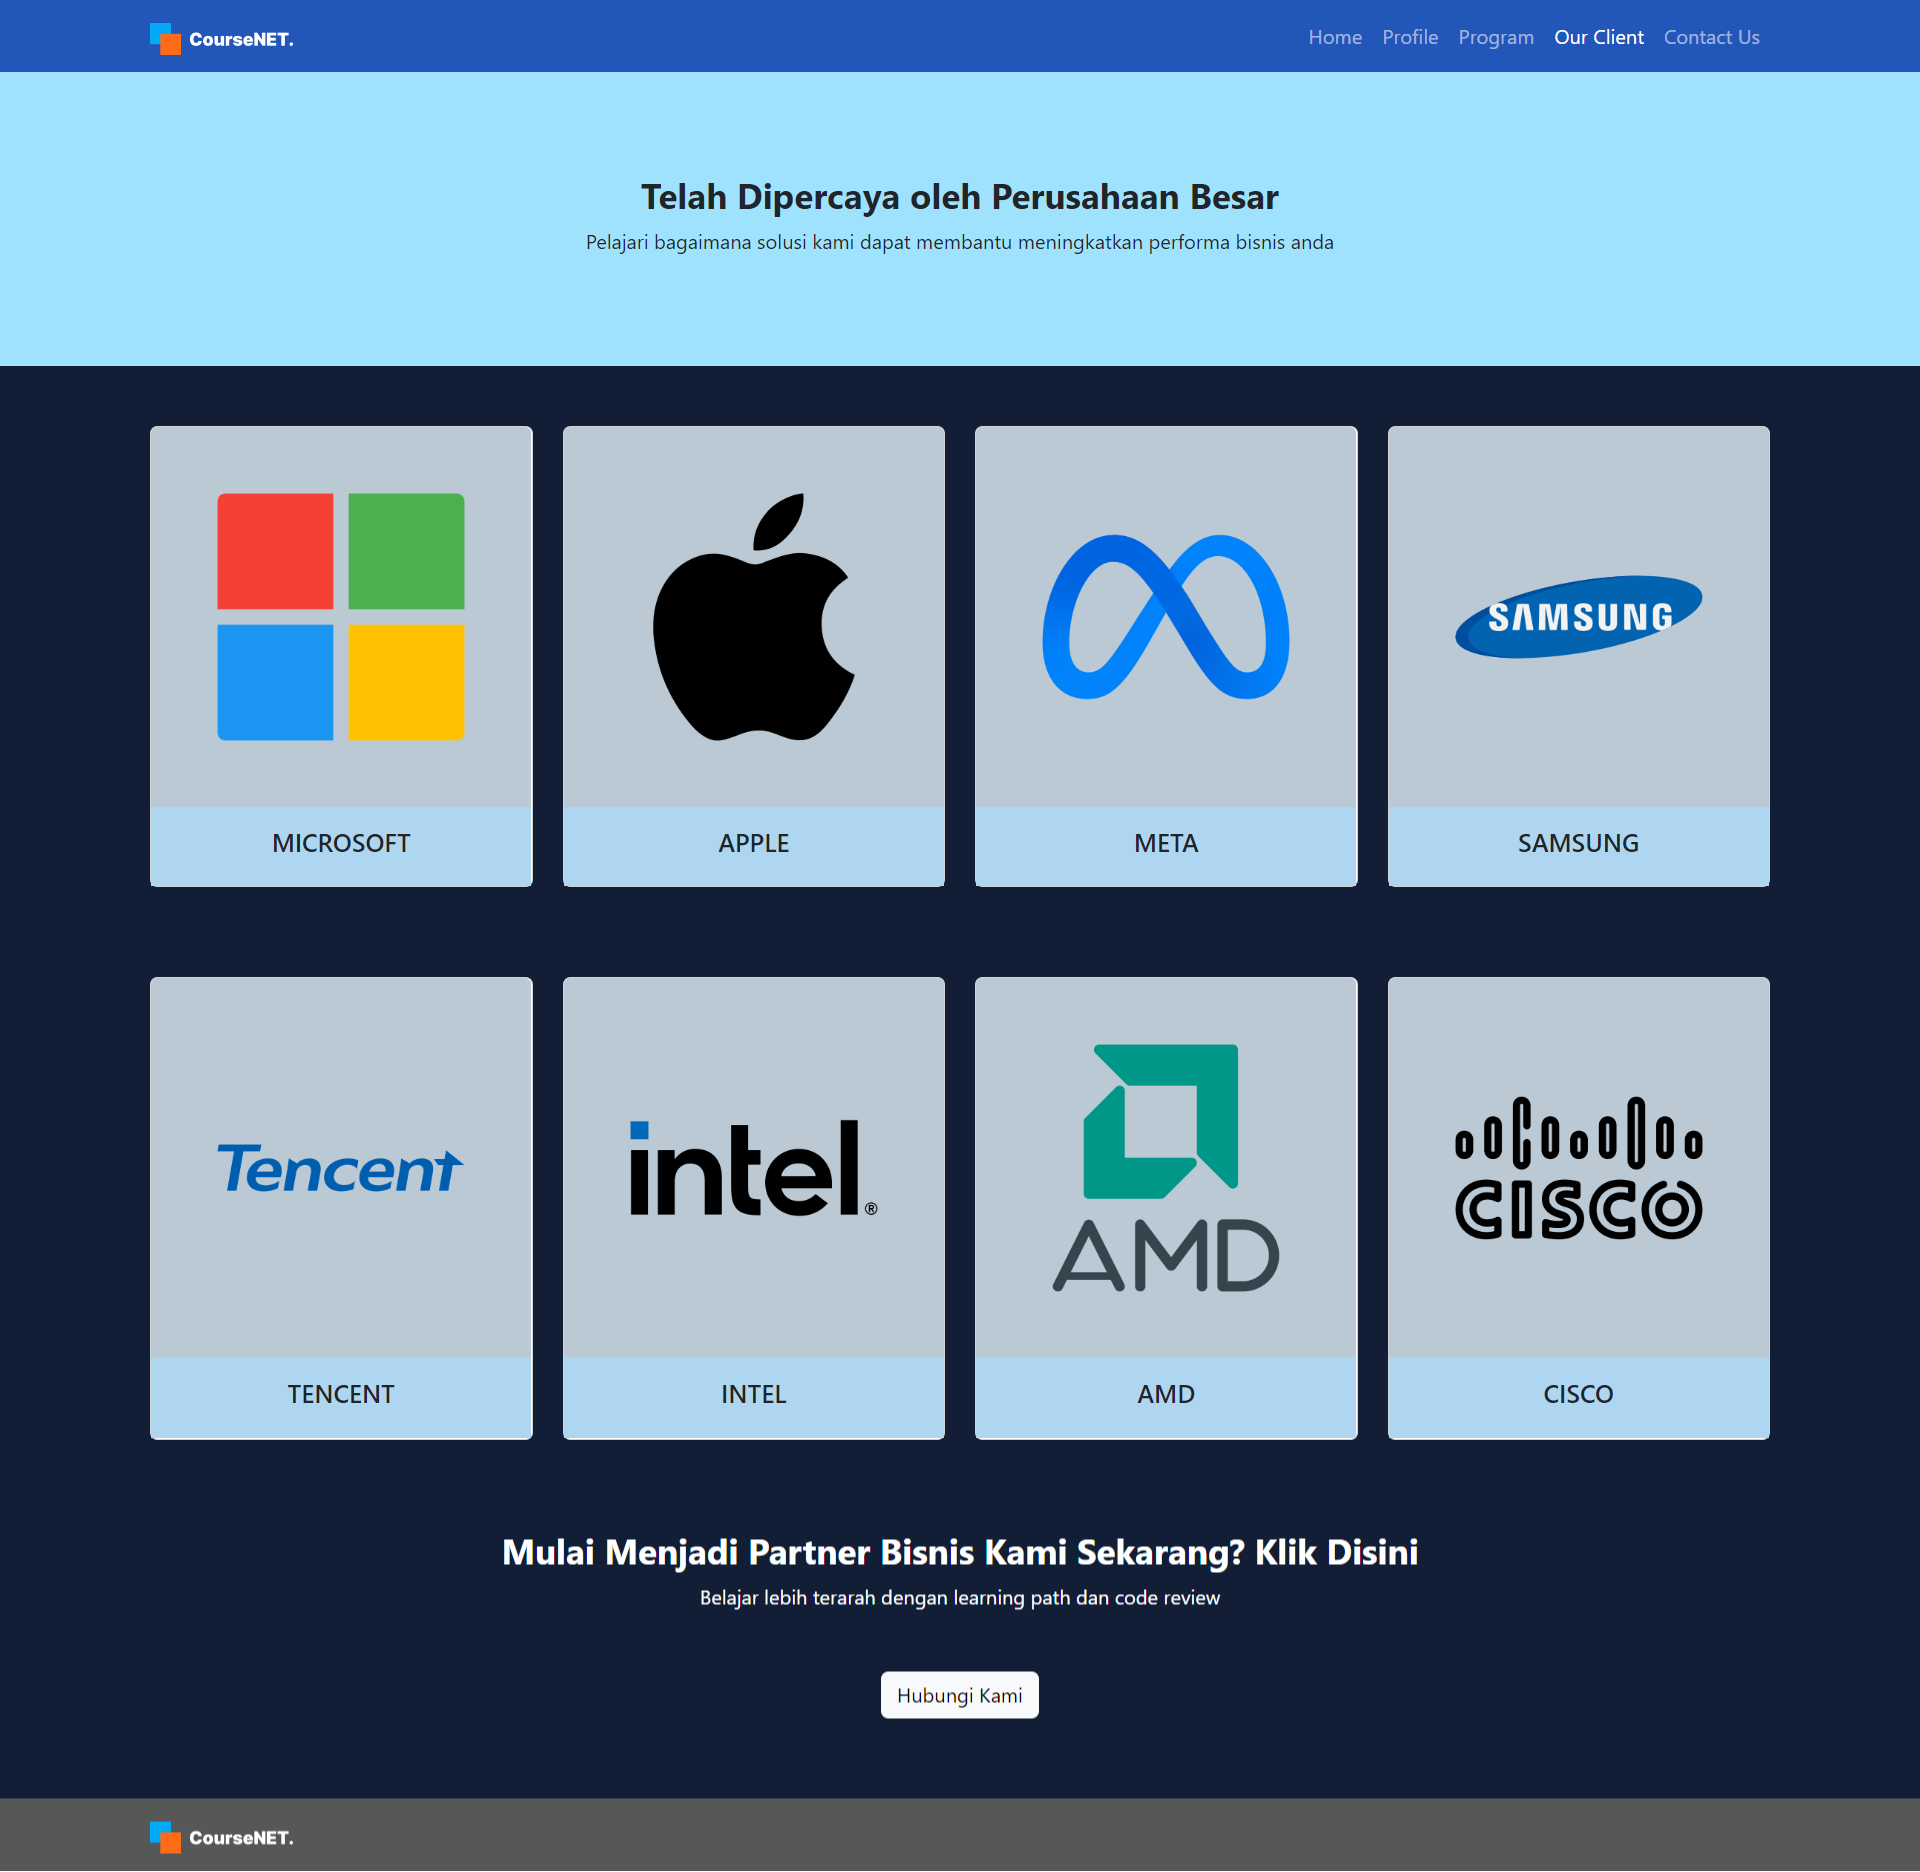 CourseNET.
Home Profile Program Our Client Contact Us
Telah Dipercaya oleh Perusahaan Besar
Pelajari bagaimana solusi kami dapat membantu meningkatkan performa bisnis anda
SAMSUNG
MICROSOFT
APPLE
META
SAMSUNG
Tencent
intel®
AMD
CISCO
TENCENT
INTEL
AMD
CISCO
Mulai Menjadi Partner Bisnis Kami Sekarang? Klik Disini
Belajar lebih terarah dengan learning path dan code review
Hubungi Kami
CourseNET.